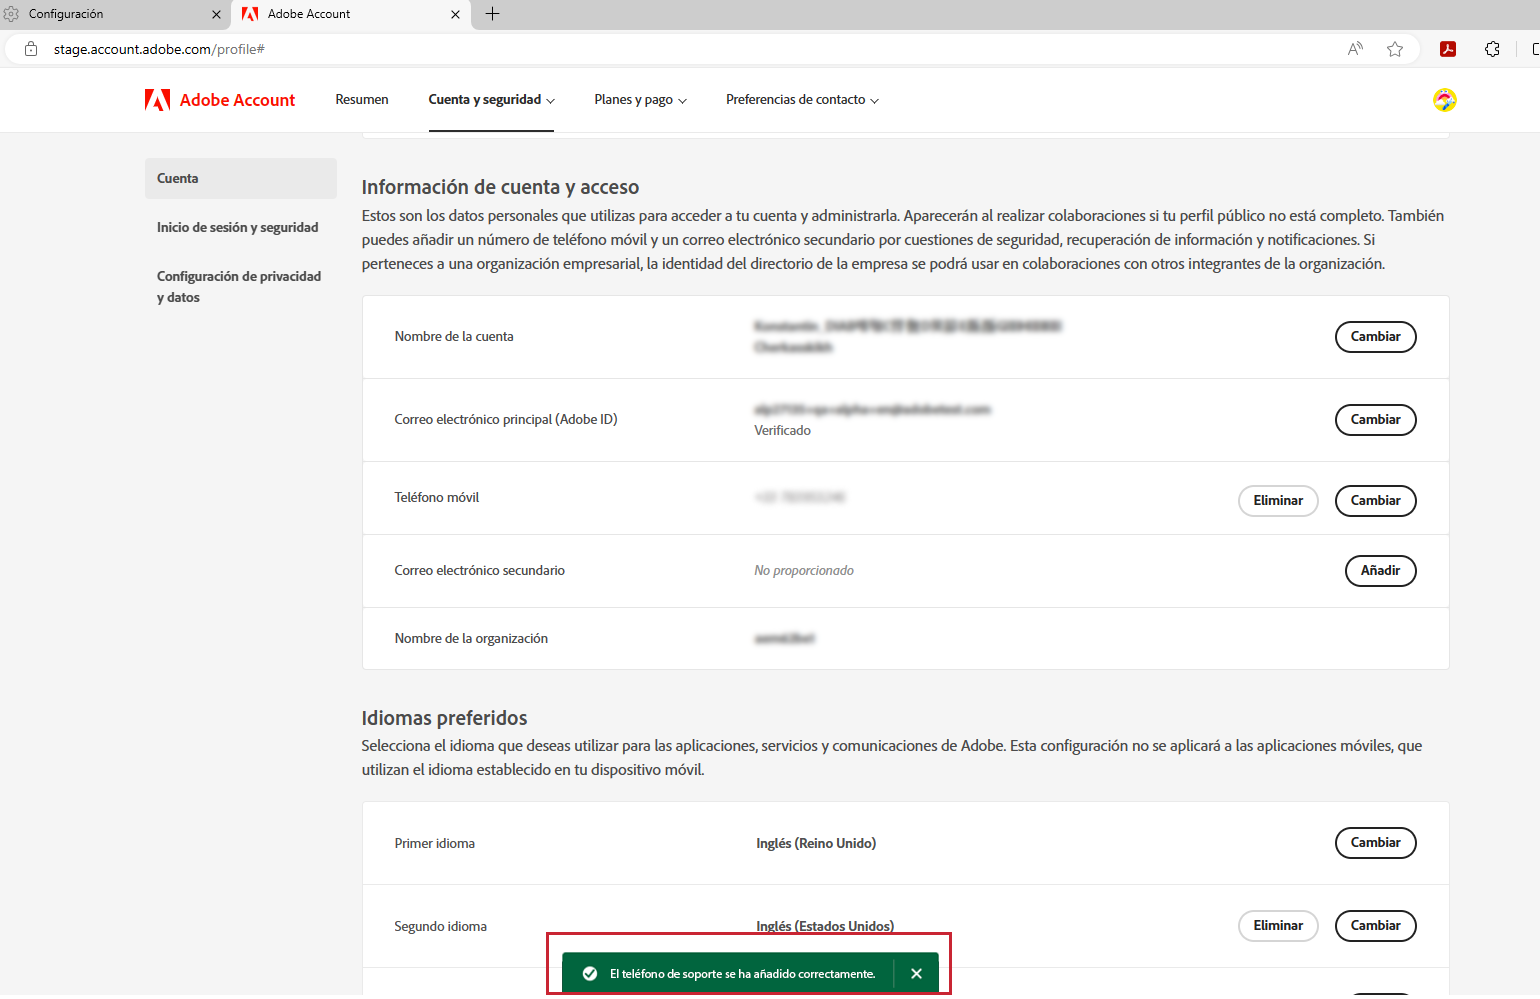 Configuración
Adobe Account
stage.account.adobe.com/profile#
Adobe Account
Resumen
Cuenta y seguridad
Planes y pago
Preferencias de contacto
Cuenta
Inicio de sesión y seguridad
Configuración de privacidad
y datos
Información de cuenta y acceso
Estos son los datos personales que utilizas para acceder a tu cuenta y administrarla. Aparecerán al realizar colaboraciones si tu perfil público no está completo. También
puedes añadir un número de teléfono móvil y un correo electrónico secundario por cuestiones de seguridad, recuperación de información y notificaciones. Si
perteneces a una organización empresarial, la identidad del directorio de la empresa se podrá usar en colaboraciones con otros integrantes de la organización.
Nombre de la cuenta
Cambiar
Correo electrónico principal (Adobe ID)
Verificado
Cambiar
Teléfono móvil
Eliminar
Cambiar
Correo electrónico secundario
No proporcionado
Añadir
Nombre de la organización
Idiomas preferidos
Selecciona el idioma que deseas utilizar para las aplicaciones, servicios y comunicaciones de Adobe. Esta configuración no se aplicará a las aplicaciones móviles, que
utilizan el idioma establecido en tu dispositivo móvil.
Primer idioma
Inglés (Reino Unido)
Cambiar
Segundo idioma
Inglés (Estados Unidos)
Eliminar
Cambiar
El teléfono de soporte se ha añadido correctamente.